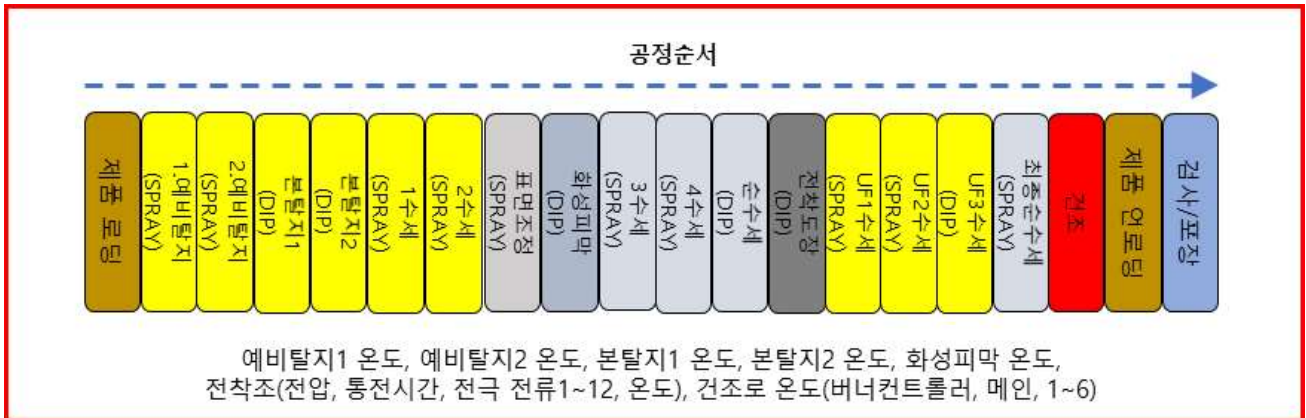 공정순서
제품 로딩
1.예비탈지
(SPRAY)
2.예비탈지
(SPRAY)
본탈지1
(DIP)
본탈지2
(DIP)
1수세
(SPRAY)
2수세
(SPRAY)
표면조정
(SPRAY)
화성피막
(DIP)
3수세
(SPRAY)
4수세
(SPRAY)
순수세
(DIP)
전착도장
(DIP)
UF1수세
(SPRAY)
UF2수세
(SPRAY)
UF3수세
(DIP)
최종순수세
(SPRAY)
건조
제품 언로딩
검사/포장
예비탈지1 온도, 예비탈지2 온도, 본탈지1 온도, 본탈지2 온도, 화성피막 온도,
전착조(전압, 통전시간, 전극 전류1~12, 온도), 건조로 온도(버너컨트롤러, 메인, 1~6)